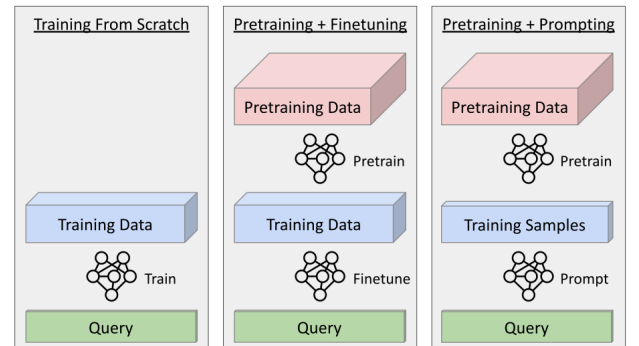 Training From Scratch
Training Data
Train
Query
Pretraining + Finetuning
Pretraining Data
Pretrain
Training Data
Finetune
Query
Pretraining + Prompting
Pretraining Data
Pretrain
Training Samples
Prompt
Query